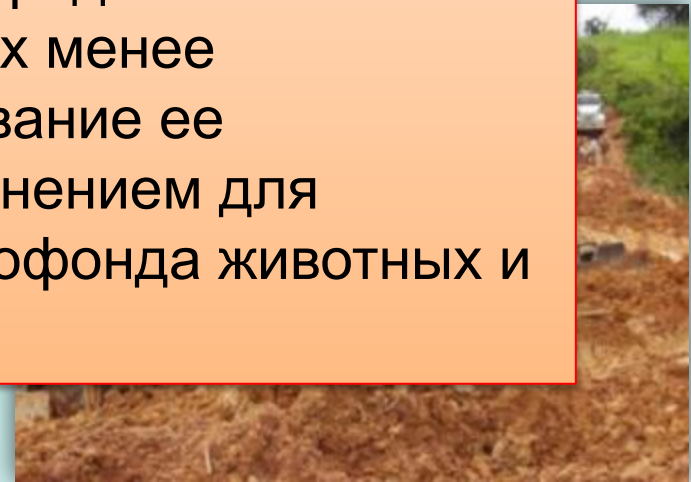 х менее
вание ее
нением для
офонда животных и